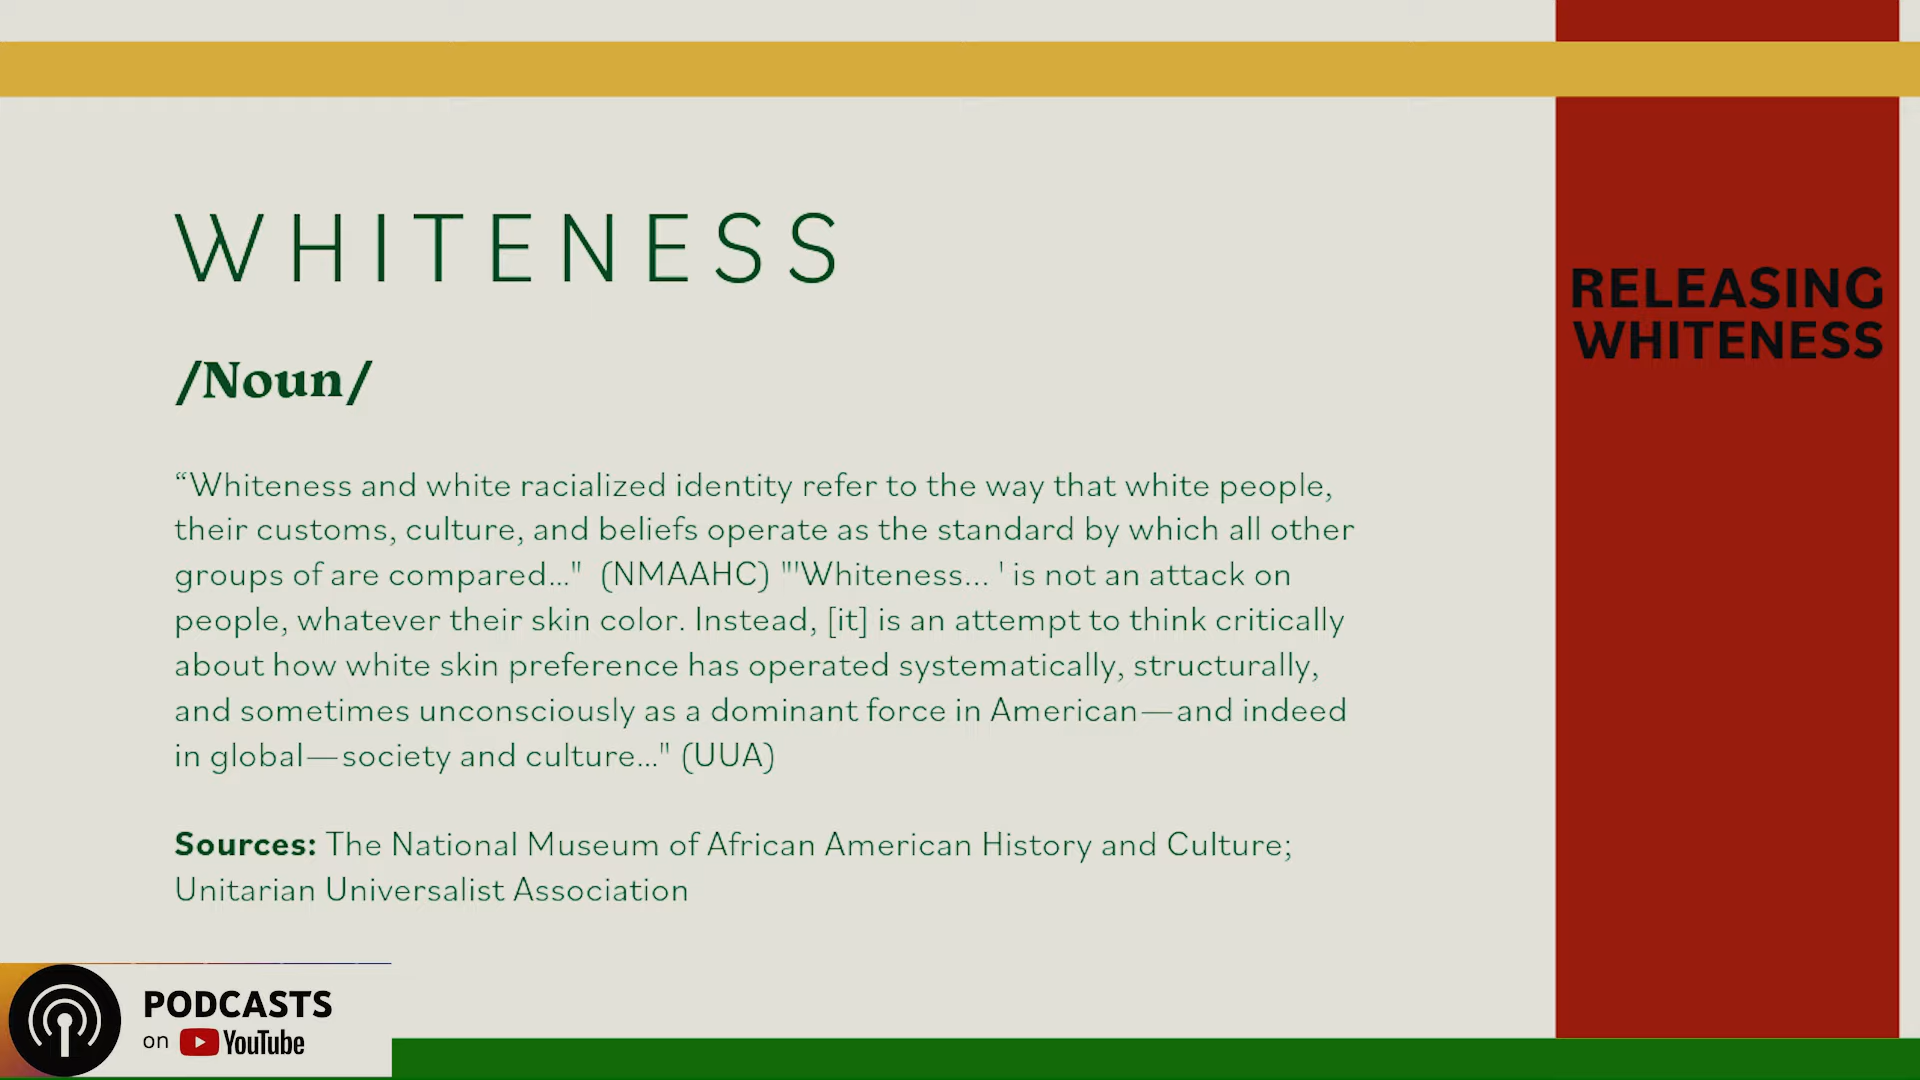 WHITENESS
/Noun/
“Whiteness and white racialized identity refer to the way that white people,
their customs, culture, and beliefs operate as the standard by which all other
groups of are compared..." (NMAAHC) "'Whiteness... ' is not an attack on
people, whatever their skin color. Instead, [it] is an attempt to think critically
about how white skin preference has operated systematically, structurally,
and sometimes unconsciously as a dominant force in American—and indeed
in global—society and culture..." (UUA)
Sources: The National Museum of African American History and Culture;
Unitarian Universalist Association
RELEASING
WHITENESS
PODCASTS
on YouTube